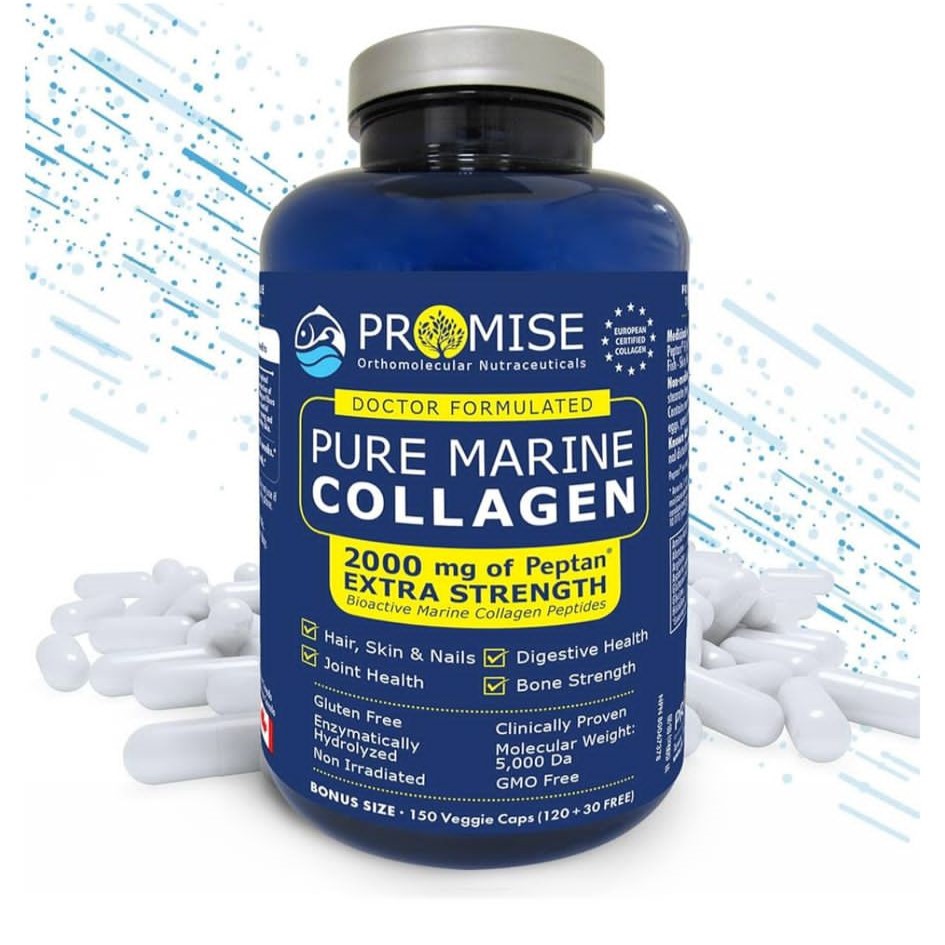 PROMISE
Orthomolecular Nutraceuticals
EUROPEAN
CERTIFIED
COLLAGEN
DOCTOR FORMULATED
PURE MARINE
COLLAGEN
2000 mg of Peptan®
EXTRA STRENGTH
Bioactive Marine Collagen Peptides
Hair, Skin & Nails
Digestive Health
Joint Health
Bone Strength
Gluten Free
Enzymatically
Hydrolyzed
Non Irradiated
Clinically Proven
Molecular Weight:
5,000 Da
GMO Free
BONUS SIZE · 150 Veggie Caps (120 + 30 FREE)